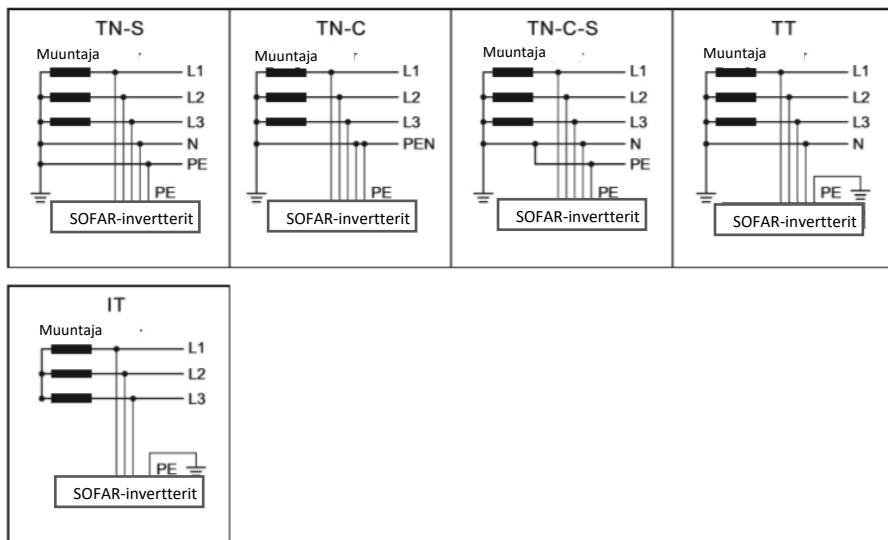 TN-S
Muuntaja
L1
L2
L3
N
PE
PE
SOFAR-invertterit
TN-C
Muuntaja
L1
L2
L3
PEN
PE
SOFAR-invertterit
TN-C-S
Muuntaja
L1
L2
L3
N
PE
PE
SOFAR-invertterit
TT
Muuntaja
L1
L2
L3
N
PE
SOFAR-invertterit
IT
Muuntaja
L1
L2
L3
PE
SOFAR-invertterit